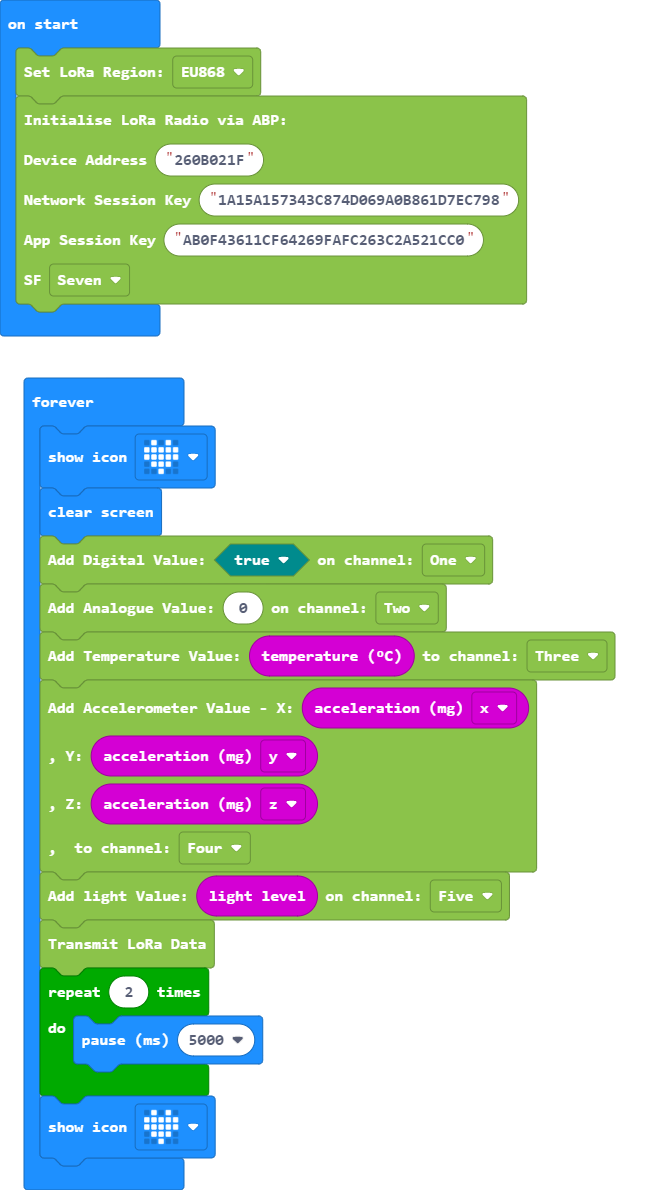 on start
Set LoRa Region: EU868
Initialise LoRa Radio via ABP:
Device Address "260B021F"
Network Session Key "1A15A157343C874D069A0B861D7EC798"
App Session Key "AB0F43611CF64269FAFC263C2A521CC0"
SF Seven
forever
show icon
clear screen
Add Digital Value: true on channel: One
Add Analogue Value: 0 on channel: Two
Add Temperature Value: temperature (ºC) to channel: Three
Add Accelerometer Value - X: acceleration (mg) x
, Y: acceleration (mg) y
, Z: acceleration (mg) z
, to channel: Four
Add light Value: light level on channel: Five
Transmit LoRa Data
repeat 2 times
do
pause (ms) 5000
show icon